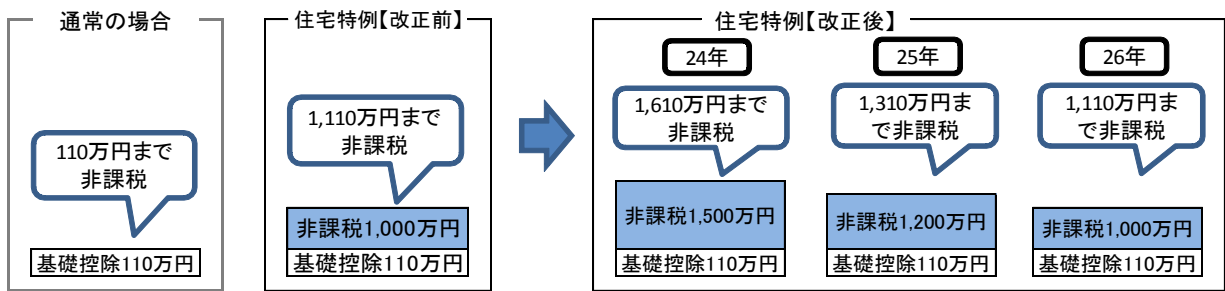 通常の場合
110万円まで
非課税
基礎控除110万円
住宅特例【改正前】
1,110万円まで
非課税
非課税1,000万円
基礎控除110万円
住宅特例【改正後】
24年
1,610万円まで
非課税
非課税1,500万円
基礎控除110万円
25年
1,310万円ま
で非課税
非課税1,200万円
基礎控除110万円
26年
1,110万円ま
で非課税
非課税1,000万円
基礎控除110万円